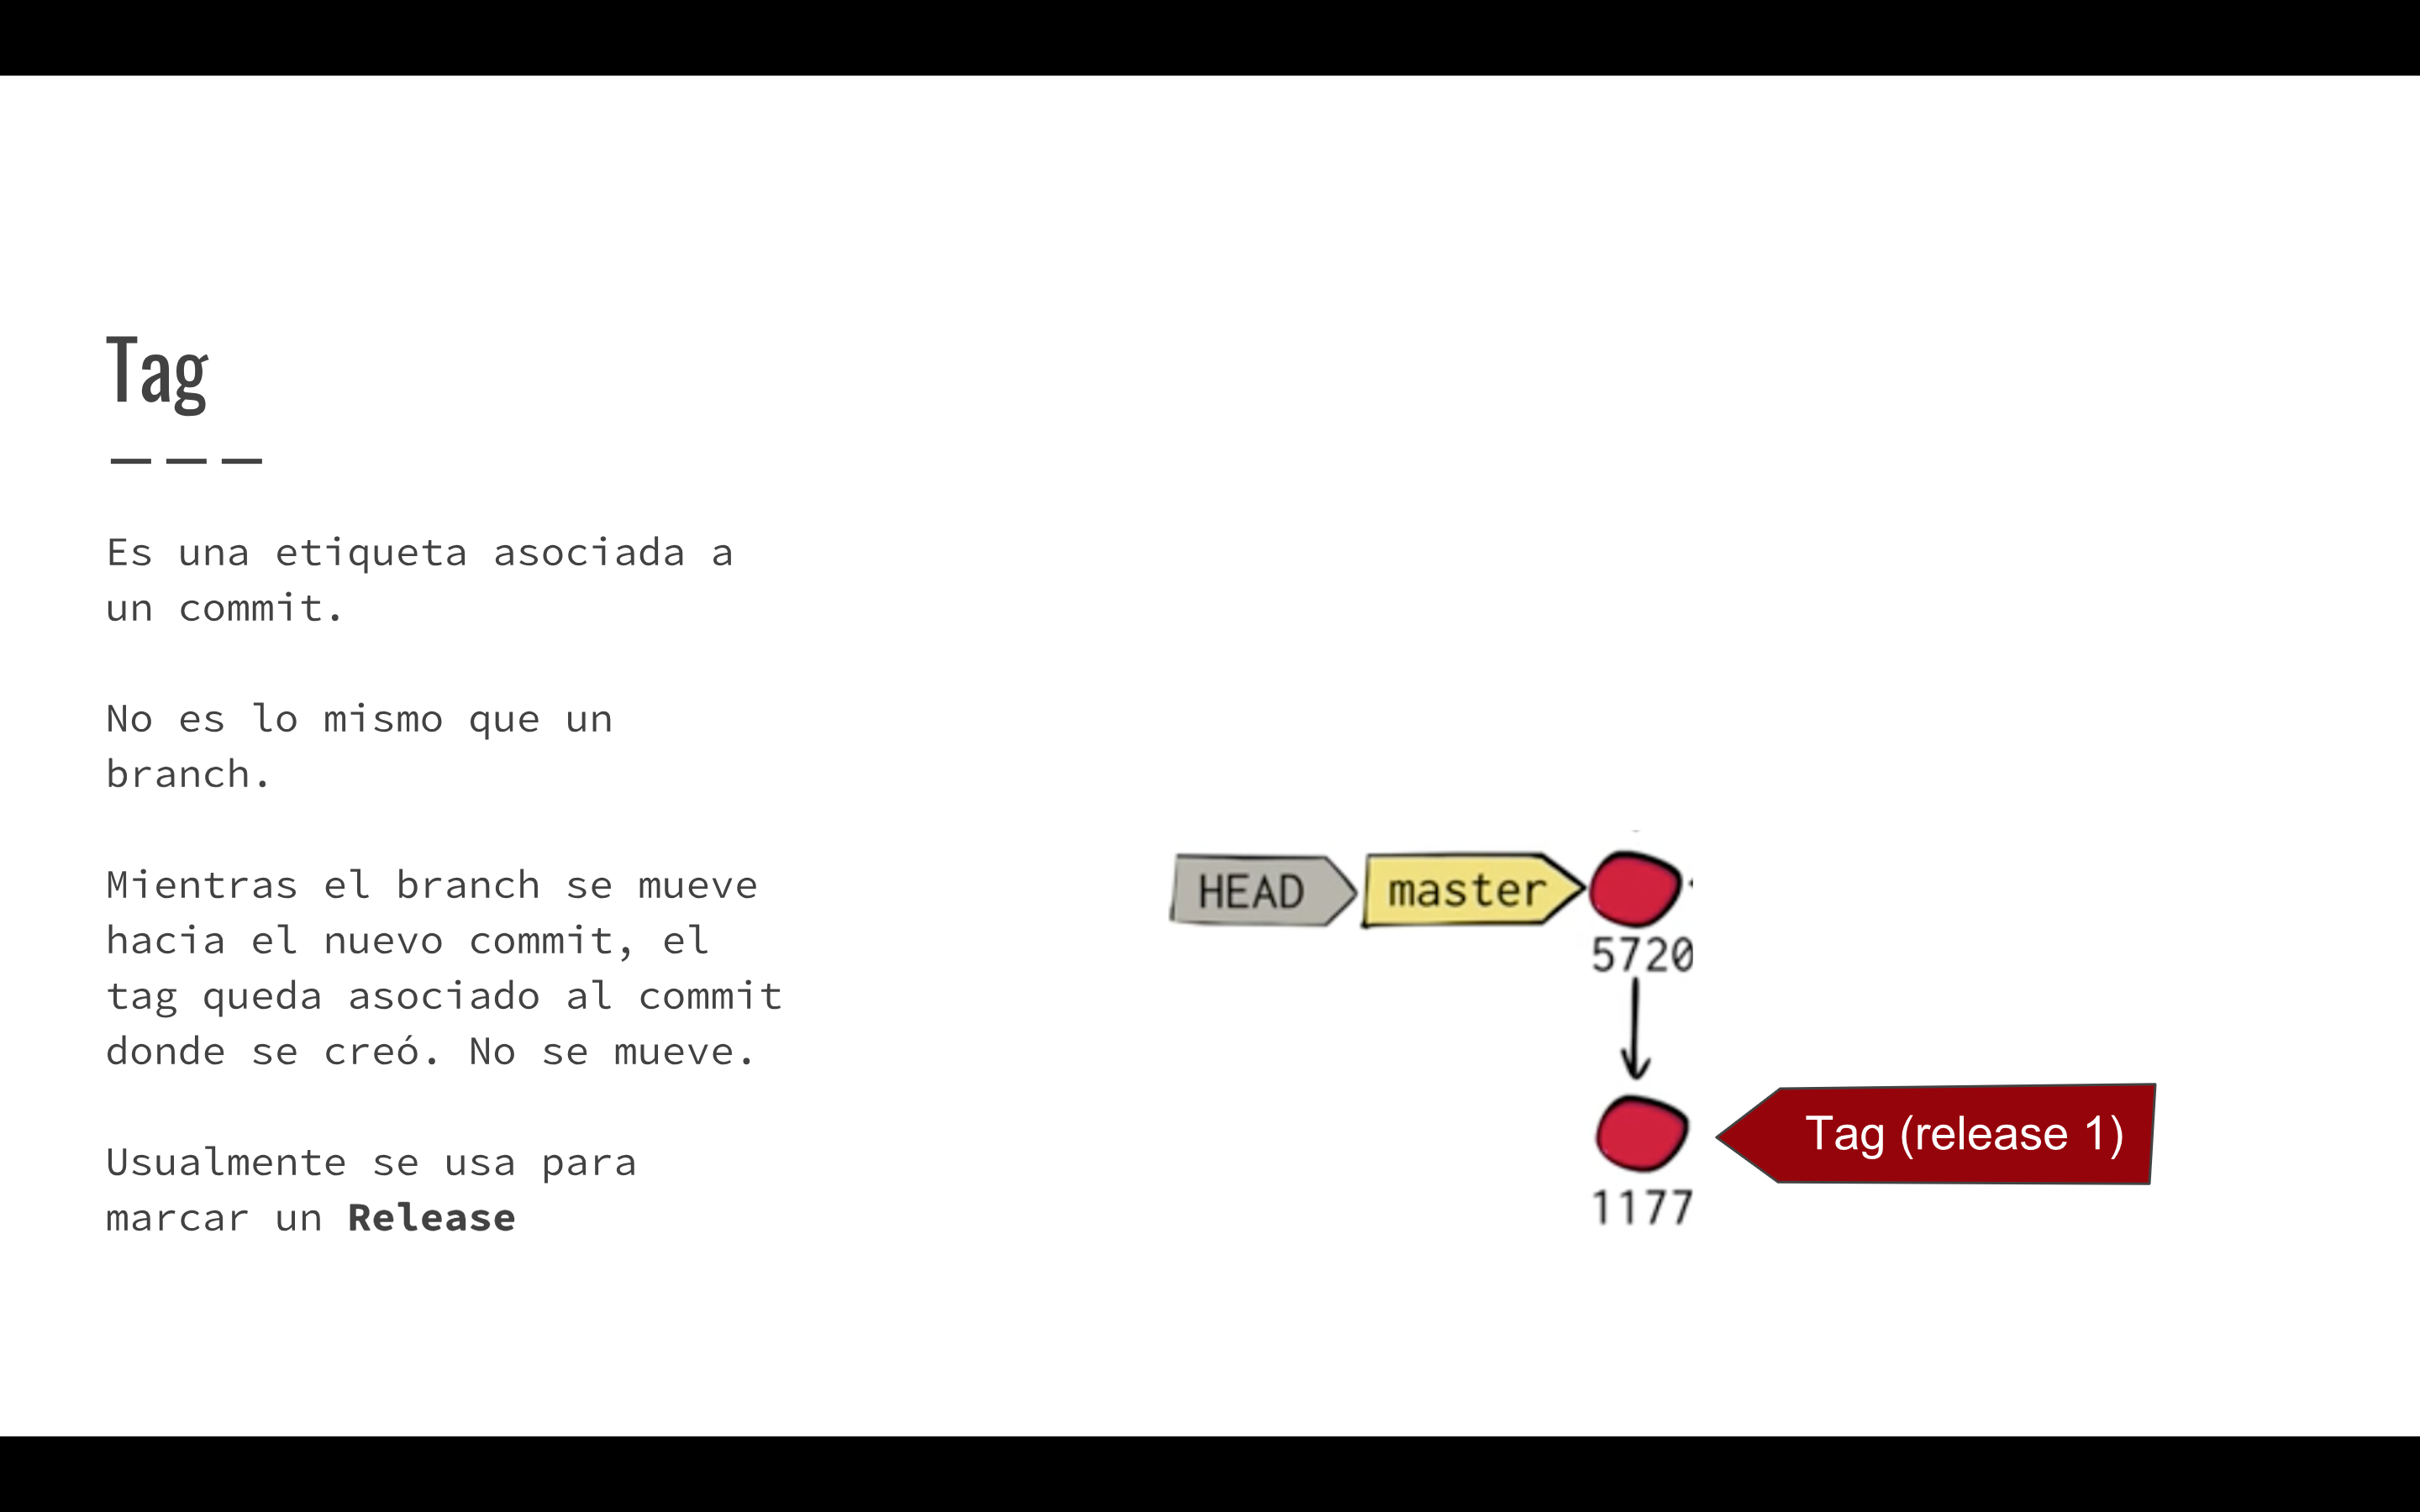 Tag
Es una etiqueta asociada a
un commit.
No es lo mismo que un
branch.
Mientras el branch se mueve
hacia el nuevo commit, el
tag queda asociado al commit
donde se creó. No se mueve.
Usualmente se usa para
marcar un Release
HEAD
master
5720
Tag (release 1)
1177